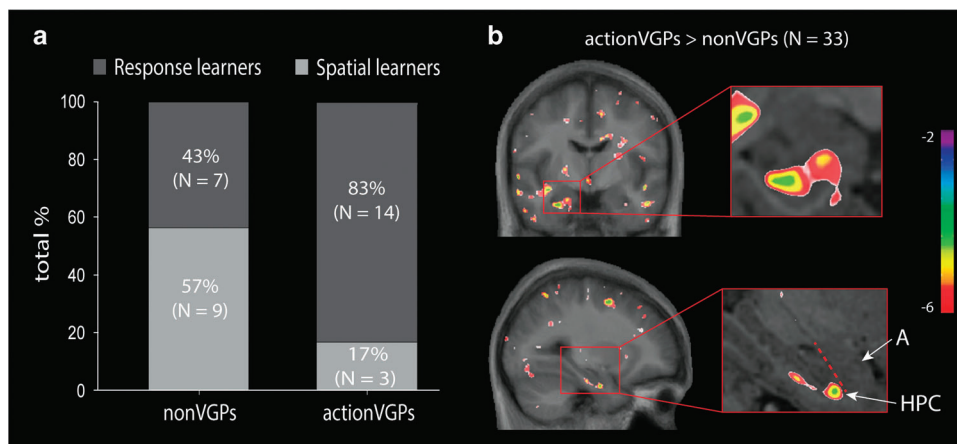 a
Response learners
Spatial learners
total %
100
80
60
40
20
0
43%
(N = 7)
57%
(N = 9)
83%
(N = 14)
17%
(N = 3)
nonVGPs
actionVGPs
b
actionVGPs > nonVGPs (N = 33)
-2
-6
A
HPC